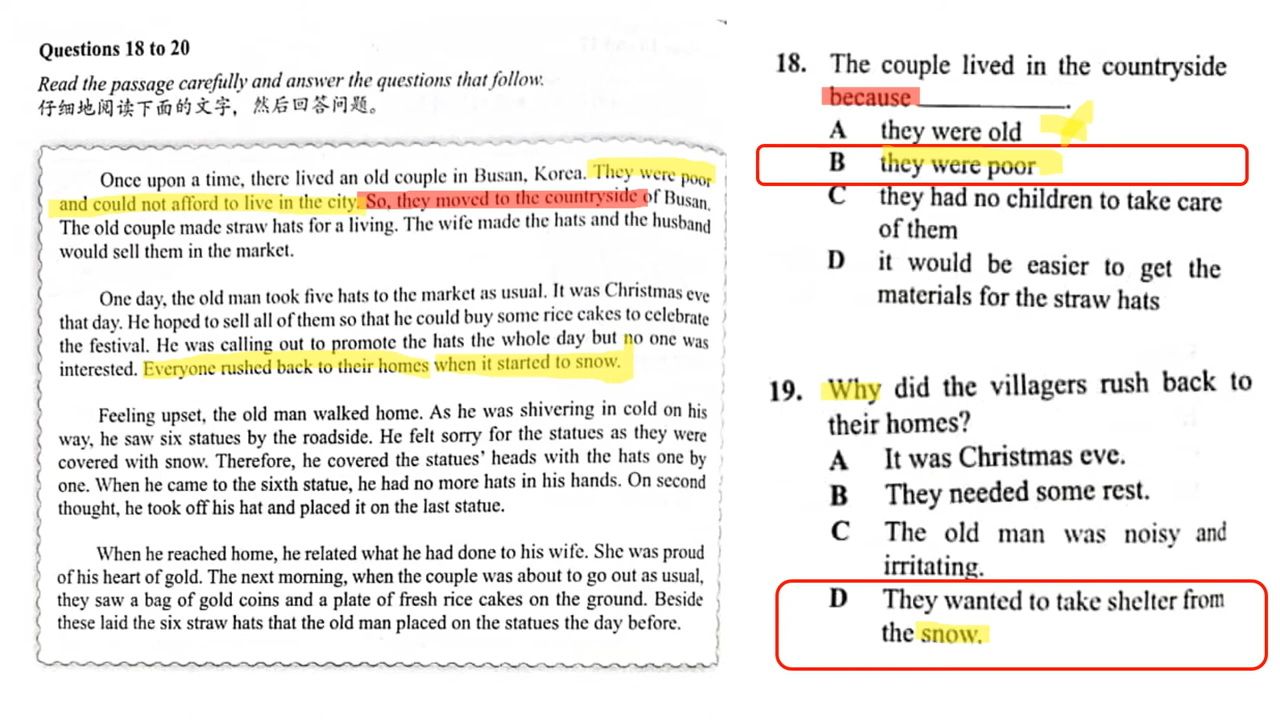 Questions 18 to 20
Read the passage carefully and answer the questions that follow.
仔细地阅读下面的文字，然后回答问题。
Once upon a time, there lived an old couple in Busan, Korea. They were poor
and could not afford to live in the city. So, they moved to the countryside of Busan.
The old couple made straw hats for a living. The wife made the hats and the husband
would sell them in the market.
One day, the old man took five hats to the market as usual. It was Christmas eve
that day. He hoped to sell all of them so that he could buy some rice cakes to celebrate
the festival. He was calling out to promote the hats the whole day but no one was
interested. Everyone rushed back to their homes when it started to snow.
Feeling upset, the old man walked home. As he was shivering in cold on his
way, he saw six statues by the roadside. He felt sorry for the statues as they were
covered with snow. Therefore, he covered the statues' heads with the hats one by
one. When he came to the sixth statue, he had no more hats in his hands. On second
thought, he took off his hat and placed it on the last statue.
When he reached home, he related what he had done to his wife. She was proud
of his heart of gold. The next morning, when the couple was about to go out as usual,
they saw a bag of gold coins and a plate of fresh rice cakes on the ground. Beside
these laid the six straw hats that the old man placed on the statues the day before.
18. The couple lived in the countryside
because ____________.
A they were old
B they were poor
C they had no children to take care
of them
D it would be easier to get the
materials for the straw hats
19. Why did the villagers rush back to
their homes?
A It was Christmas eve.
B They needed some rest.
C The old man was noisy and
irritating.
D They wanted to take shelter from
the snow.